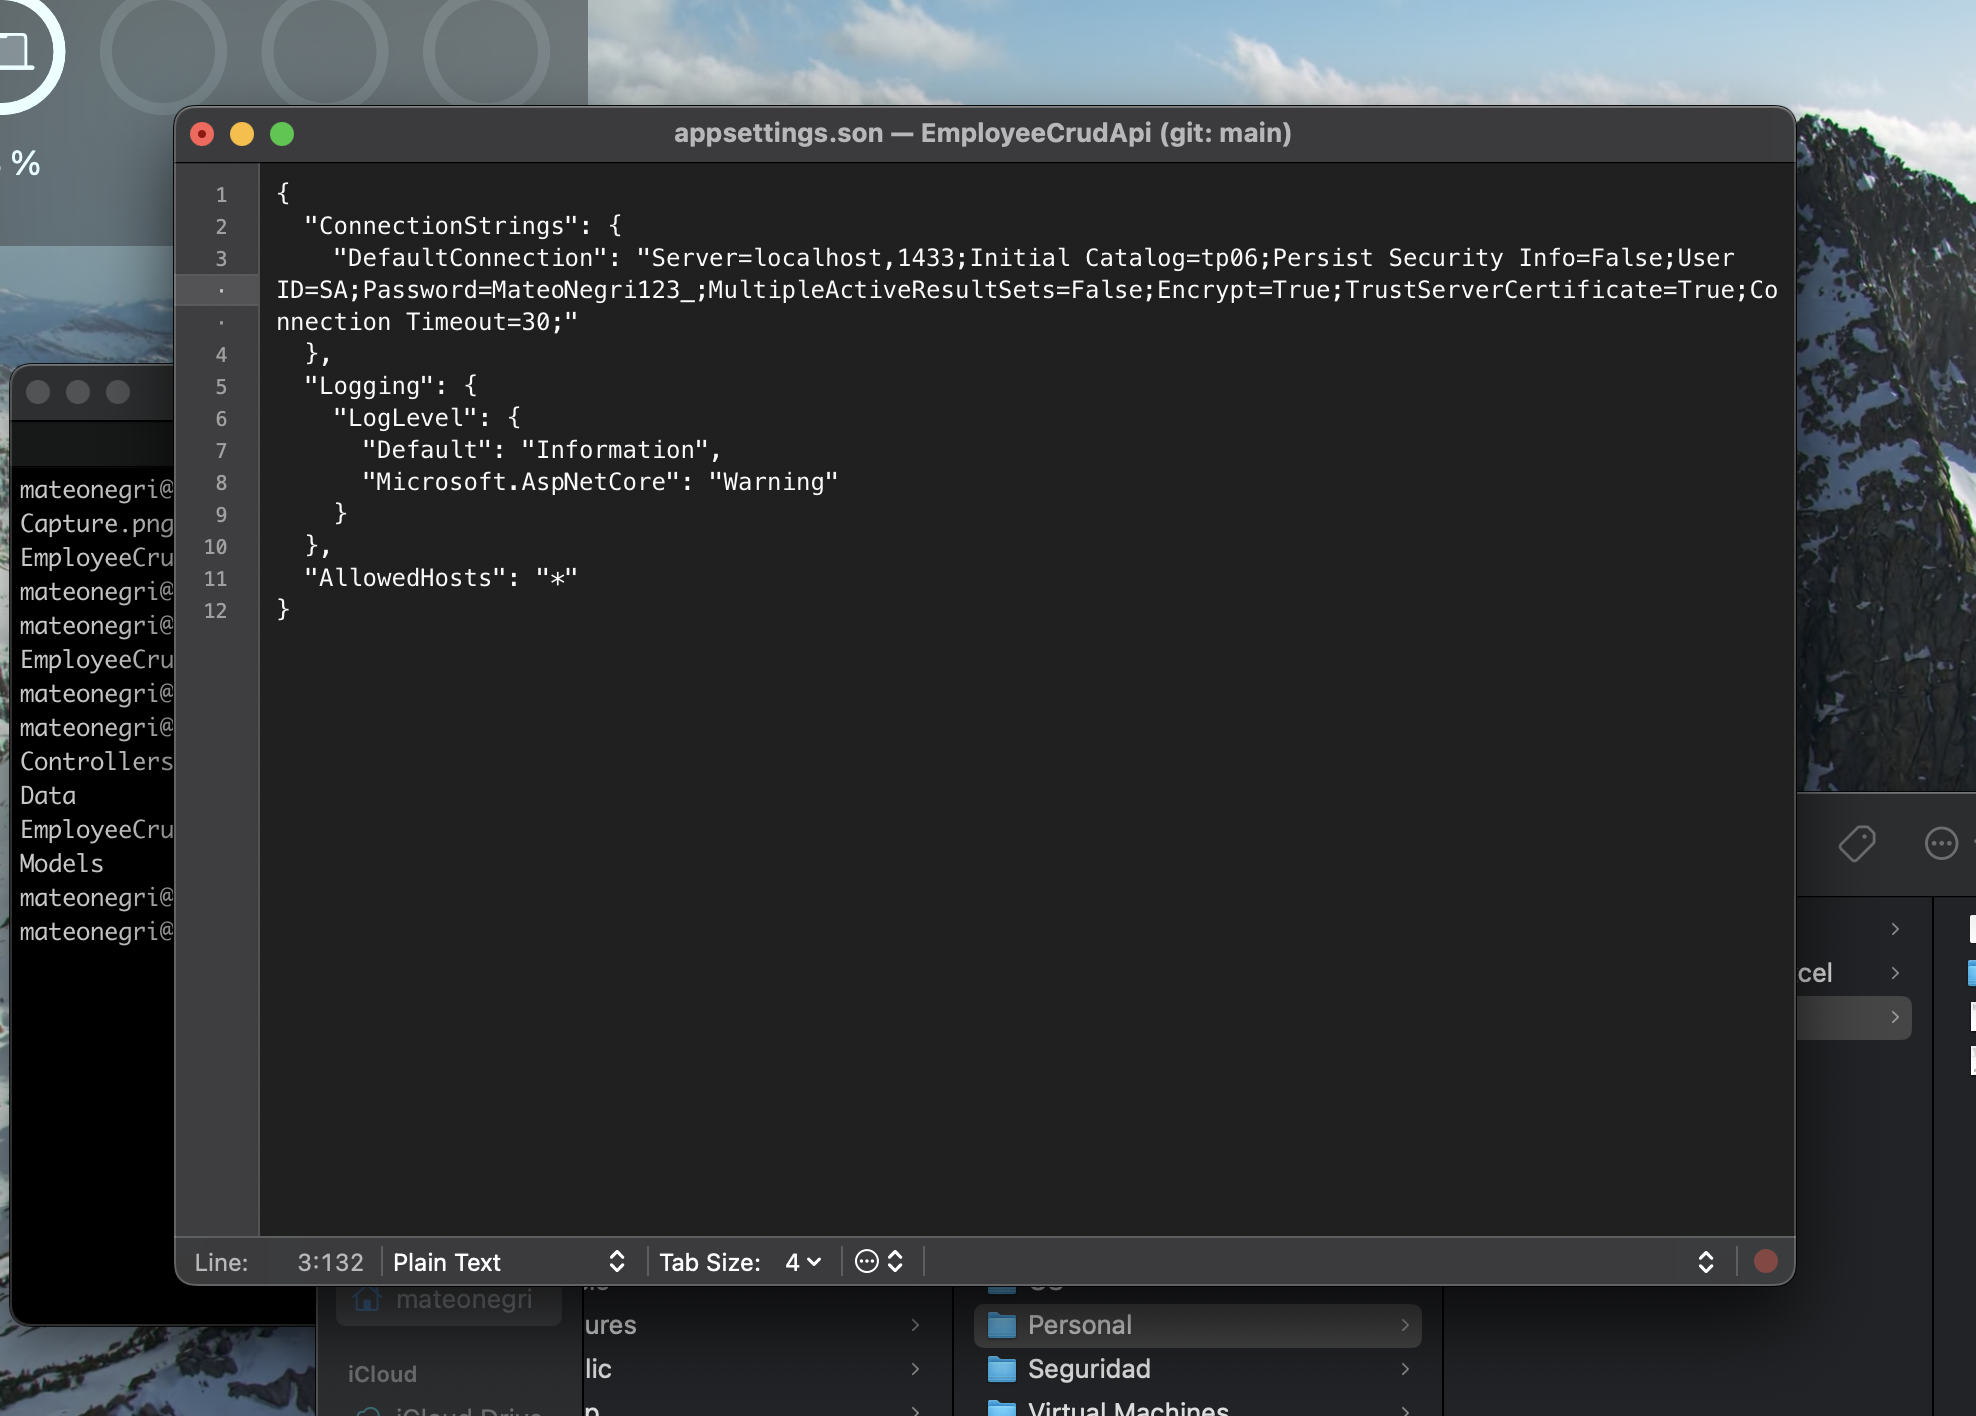 %
appsettings.son — EmployeeCrudApi (git: main)
1 {
2 "ConnectionStrings": {
3 "DefaultConnection": "Server=localhost,1433;Initial Catalog=tp06;Persist Security Info=False;User
· ID=SA;Password=MateoNegri123_;MultipleActiveResultSets=False;Encrypt=True;TrustServerCertificate=True;Co
· nnection Timeout=30;"
4 },
5 "Logging": {
6 "LogLevel": {
7 "Default": "Information",
8 "Microsoft.AspNetCore": "Warning"
9 }
10 },
11 "AllowedHosts": "*"
12 }
Line: 3:132 Plain Text Tab Size: 4
mateonegri@
Capture.png
EmployeeCru
mateonegri@
mateonegri@
EmployeeCru
mateonegri@
mateonegri@
Controllers
Data
EmployeeCru
Models
mateonegri@
mateonegri@
cel
mateonegri
iCloud
iCloud Drive
ures
lic
Personal
Seguridad
Virtual Machines